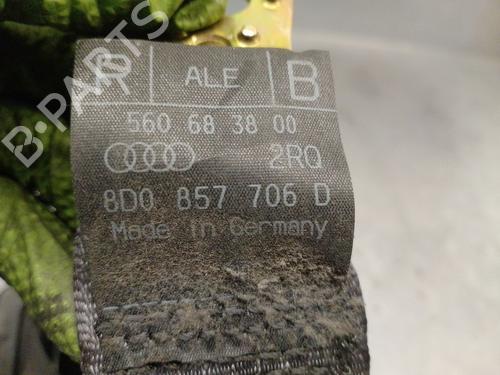 ALE B
560 68 38 00
2RQ
8D0 857 706 D
Made in Germany
B-PARTS